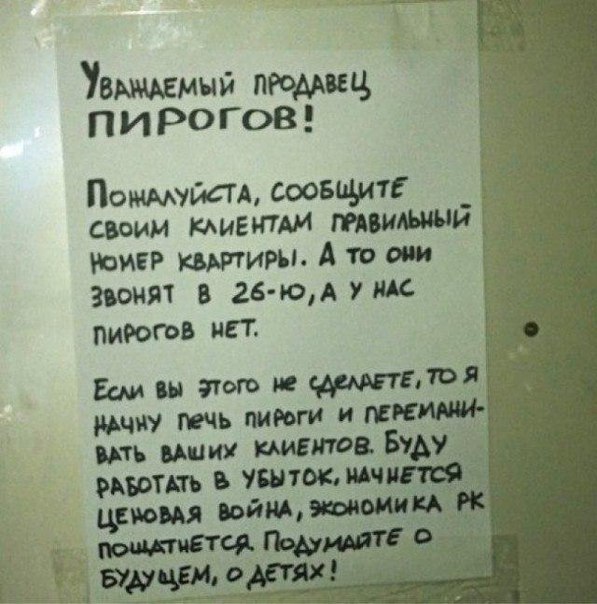 Уважаемый продавец
ПИРОГОВ!
Пожалуйста, сообщите
своим клиентам правильный
номер квартиры. А то они
звонят в 26-ю, а у нас
пирогов нет.
Если вы этого не сделаете, то я
начну печь пироги и перемани-
вать ваших клиентов. Буду
работать в убыток, начнется
ценовая война, экономика РК
пошатнется. Подумайте о
будущем, о детях!